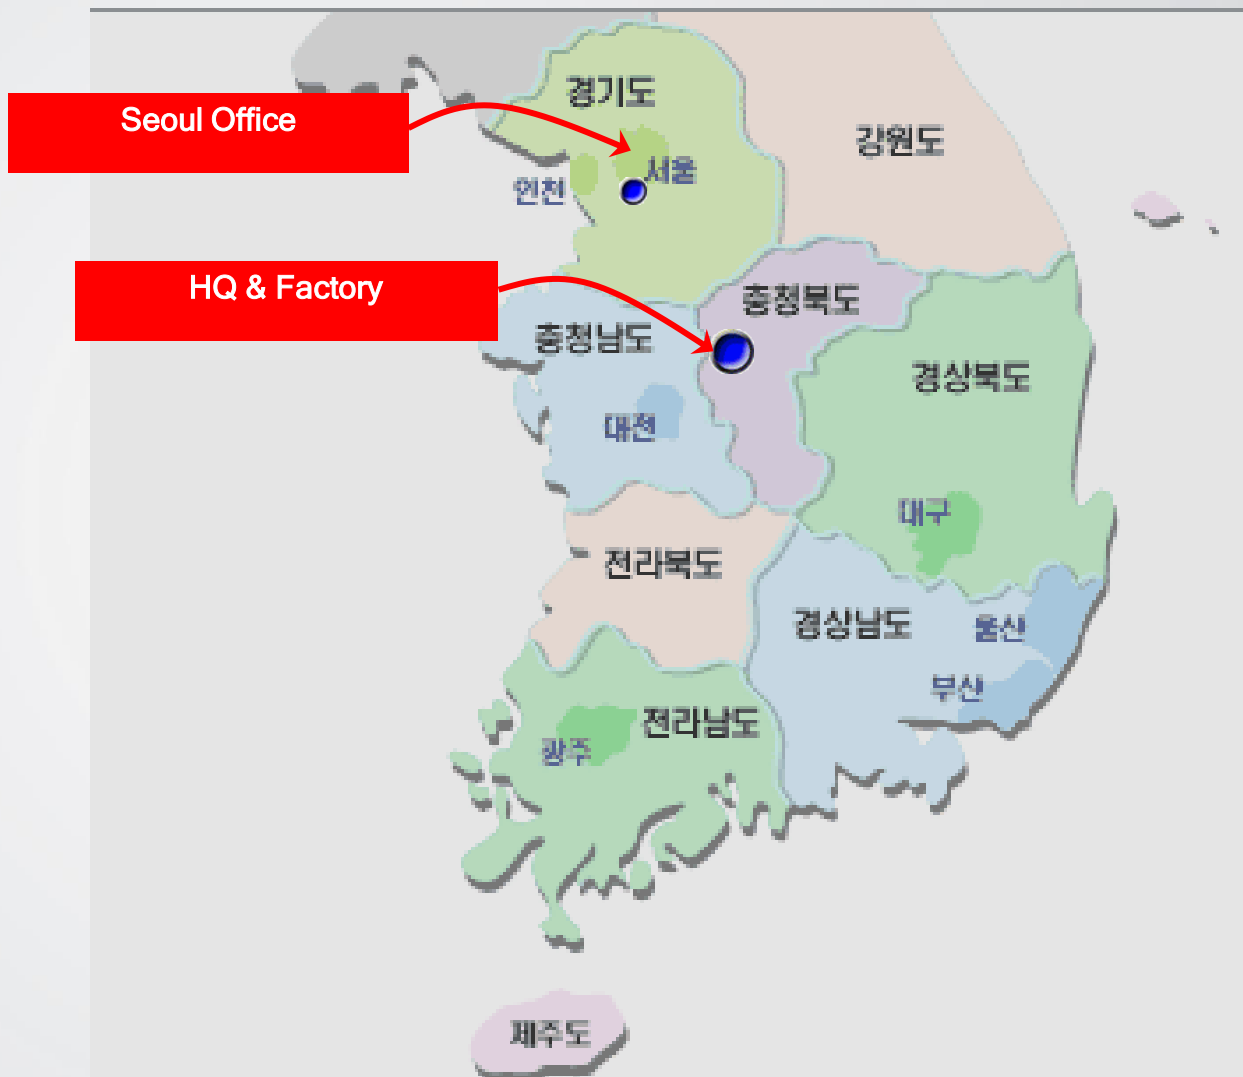 경기도
Seoul Office
강원도
서울
인천
HQ & Factory
충청북도
충청남도
경상북도
대전
대구
전라북도
경상남도
울산
부산
전라남도
광주
제주도